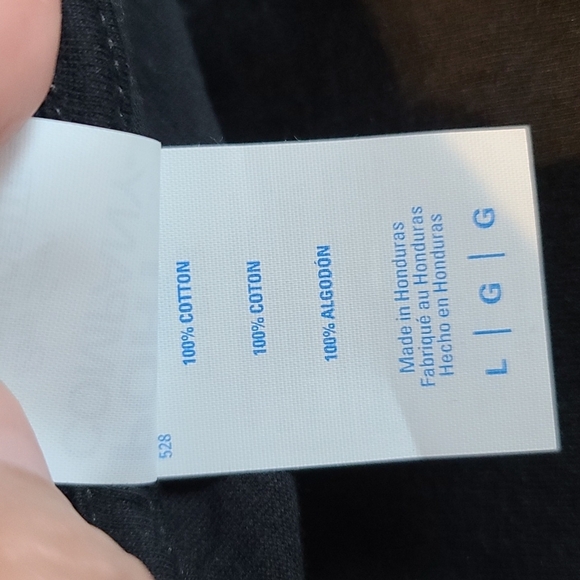 528
100% COTTON
100% COTON
100% ALGODÓN
Made in Honduras
Fabriqué au Honduras
Hecho en Honduras
L | G | G